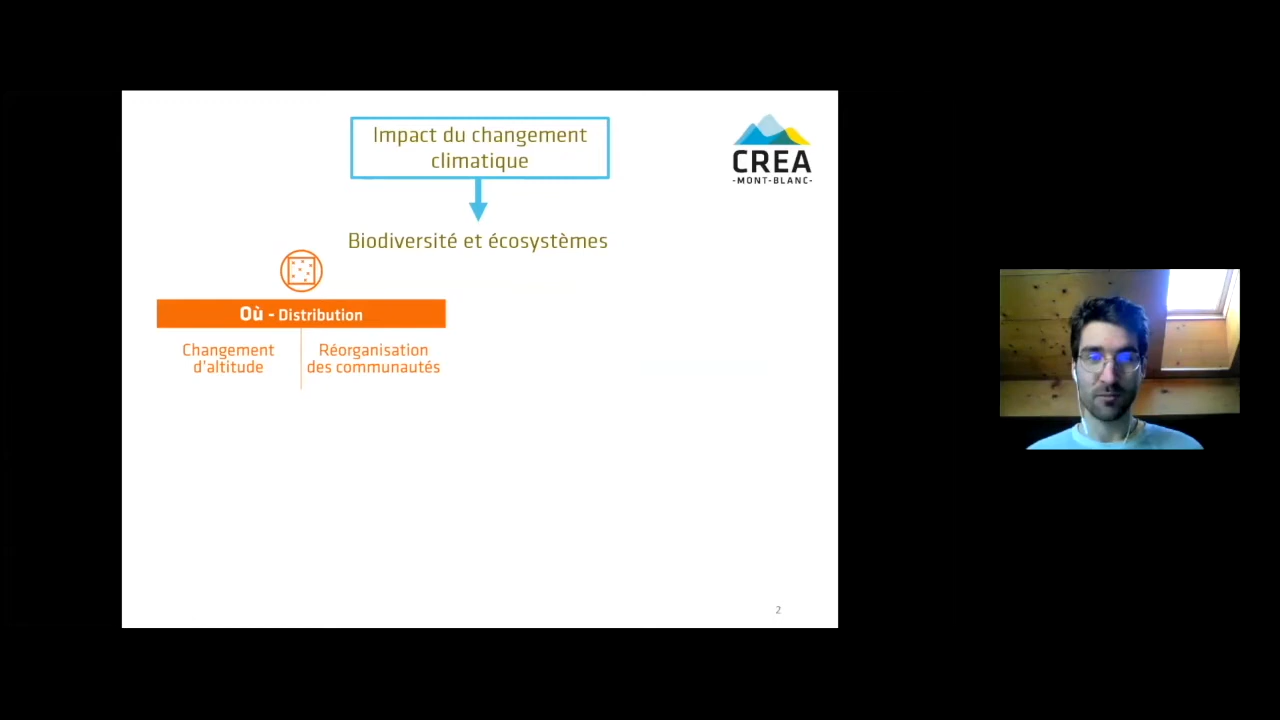 Impact du changement
climatique
CREA
-MONT-BLANC-
Biodiversité et écosystèmes
Où - Distribution
Changement
d'altitude
Réorganisation
des communautés
2